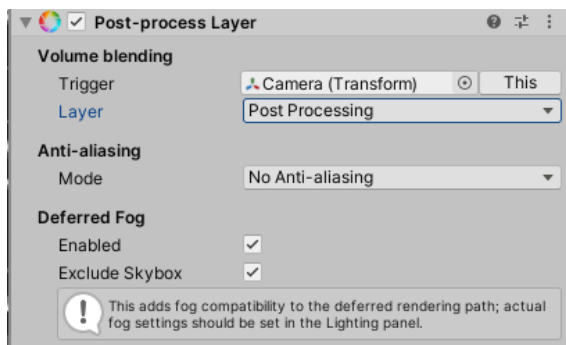 Post-process Layer
Volume blending
Trigger Camera (Transform) This
Layer Post Processing
Anti-aliasing
Mode No Anti-aliasing
Deferred Fog
Enabled
Exclude Skybox
This adds fog compatibility to the deferred rendering path; actual
fog settings should be set in the Lighting panel.